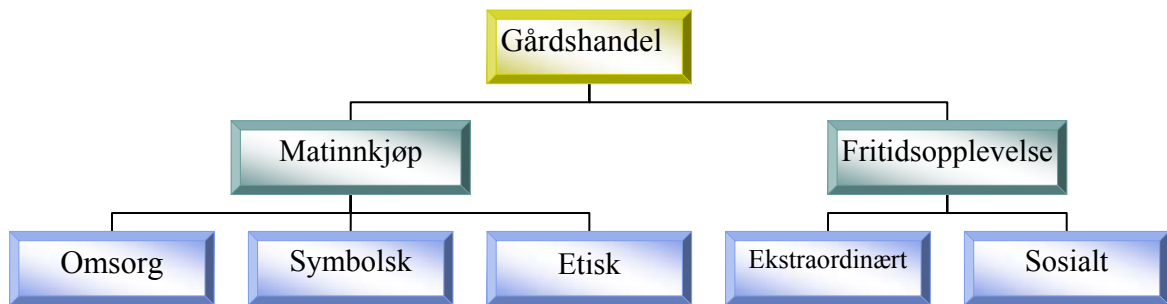 Gårdshandel
Matinnkjøp
Fritidsopplevelse
Omsorg
Symbolsk
Etisk
Ekstraordinært
Sosialt